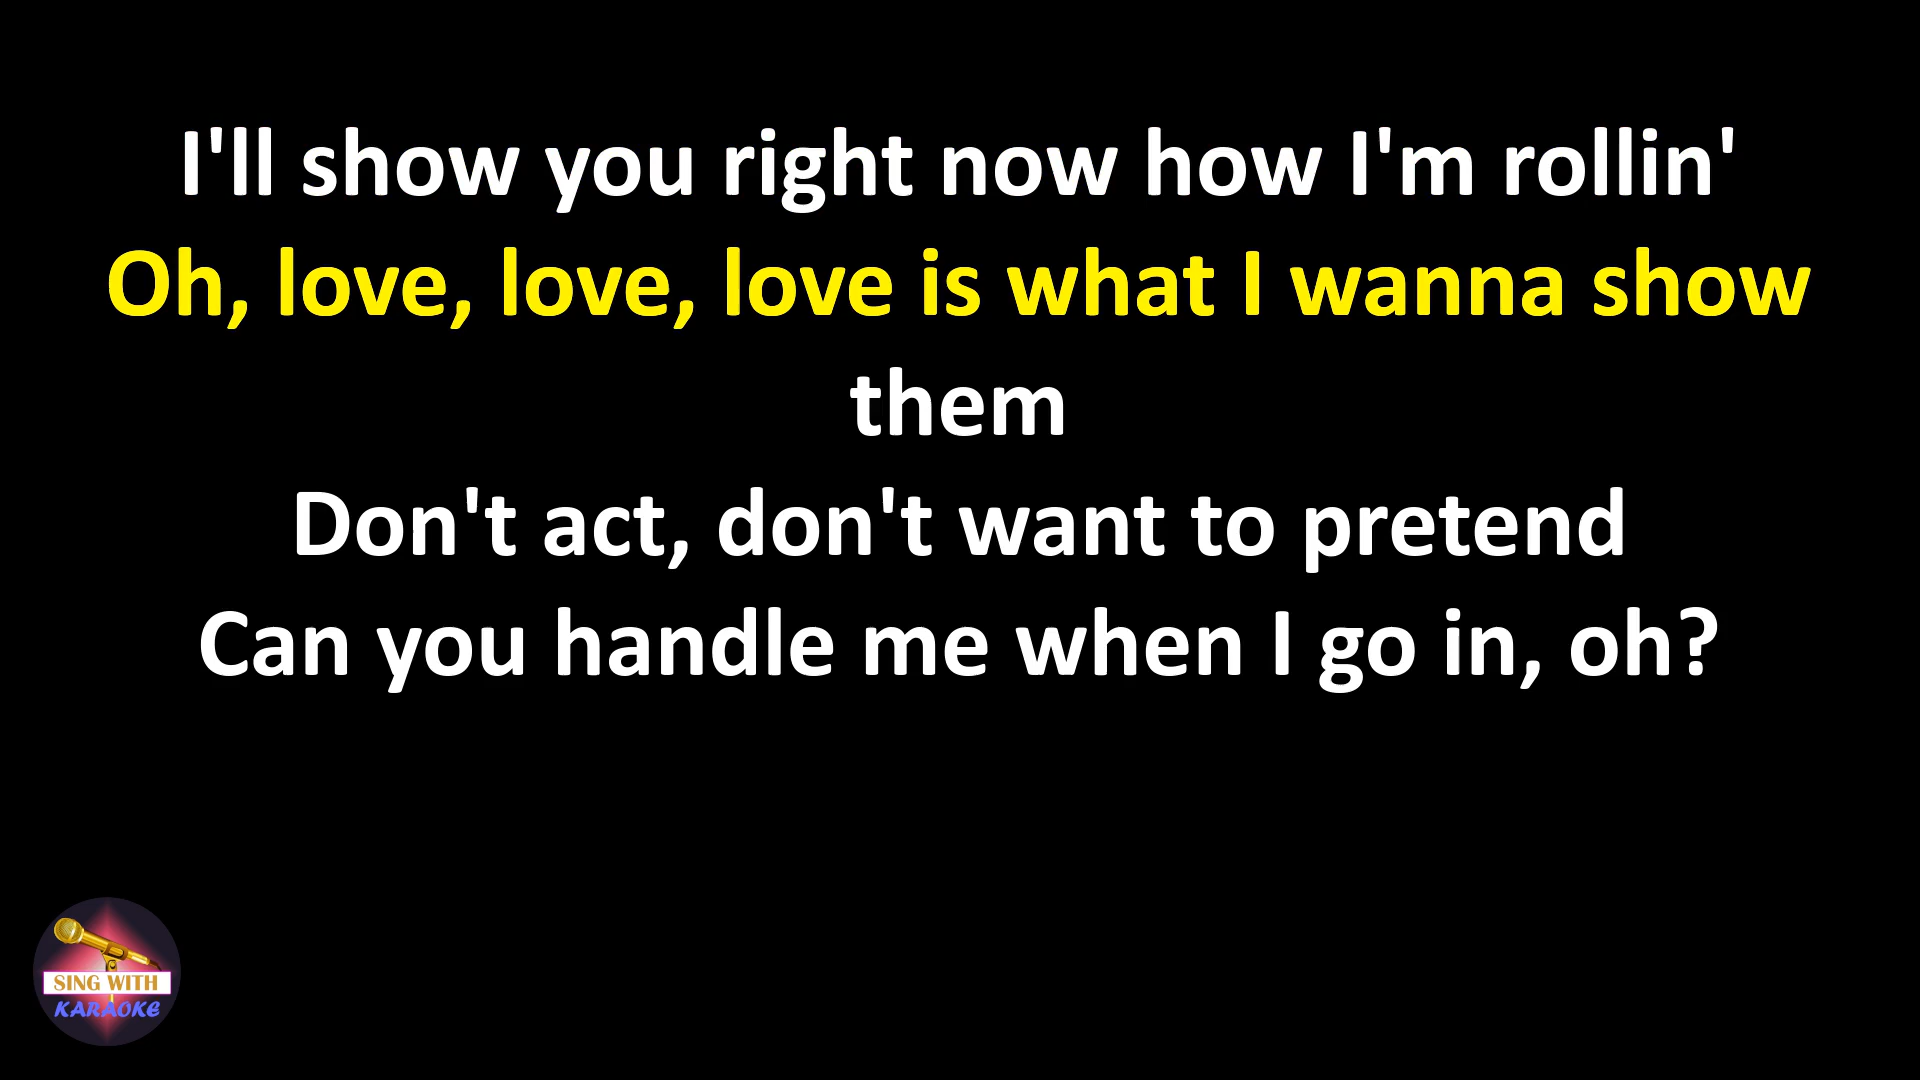 I'll show you right now how I'm rollin'
Oh, love, love, love is what I wanna show
them
Don't act, don't want to pretend
Can you handle me when I go in, oh?
SING WITH
KARAOKE